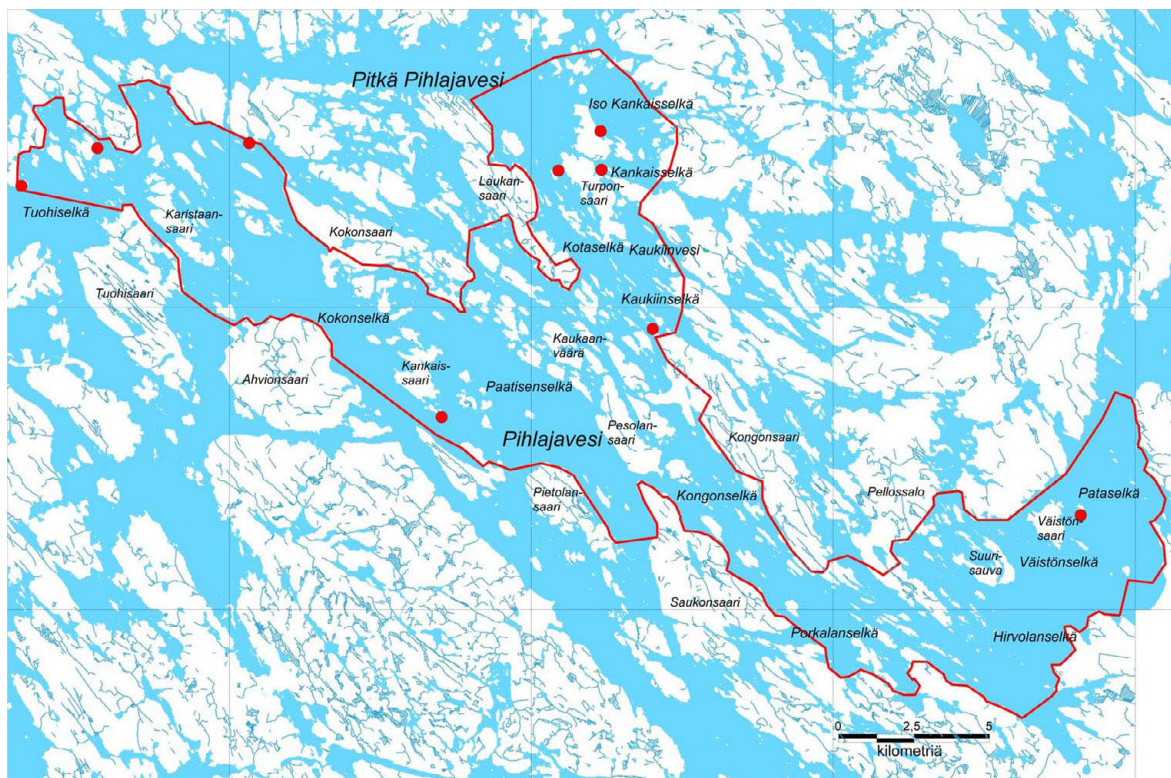 Pitkä Pihlajavesi
Iso Kankaisselkä
Kankaisselkä
Laukan-
saari
Turpon-
saari
Tuohiselkä
Karistaan-
saari
Kokonsaari
Kotaselkä
Kaukiinvesi
Tuohisaari
Kaukiinselkä
Kokonselkä
Kaukaan-
väärä
Kankais-
saari
Ahvionsaari
Paatisenselkä
Pihlajavesi
Pesolan-
saari
Kongonsaari
Pietolan-
saari
Kongonselkä
Pellossalo
Pataselkä
Väistön-
saari
Suuri-
sauva
Väistönselkä
Saukonsaari
Porkalanselkä
Hirvolanselkä
0 2,5 5
kilometriä